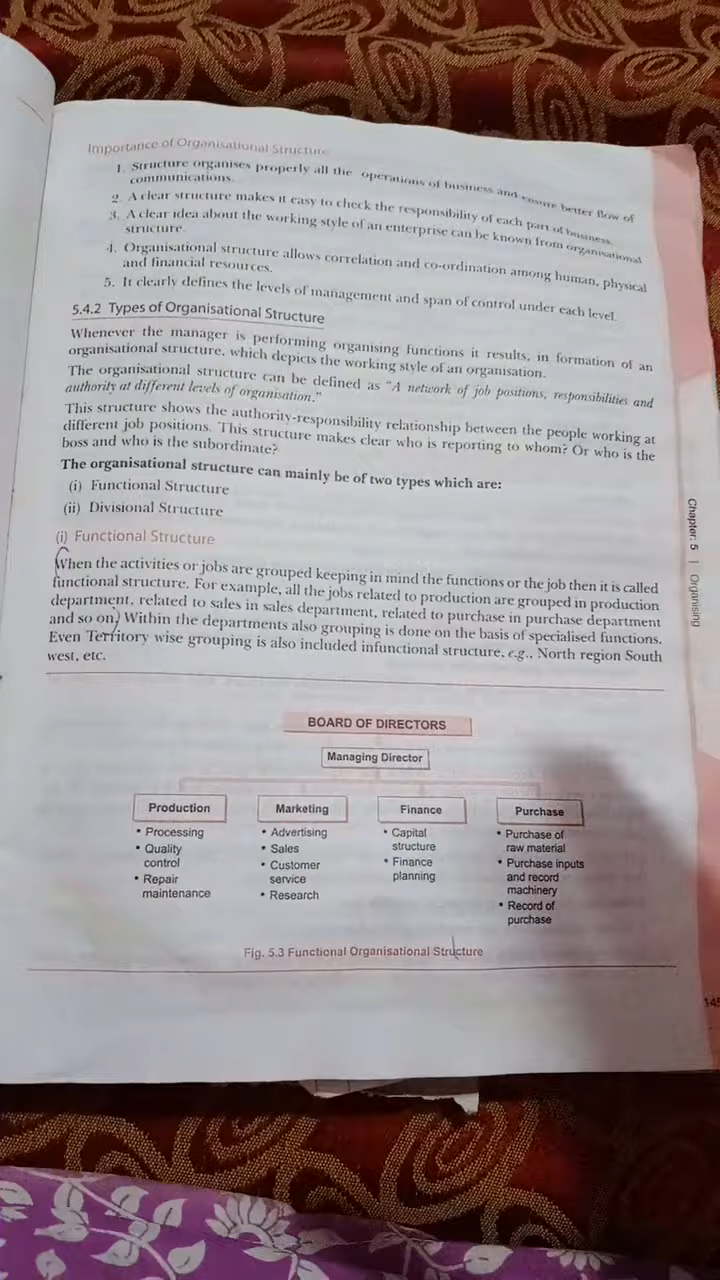 Importance of Organisational Structure
1. Structure organises properly all the operations of business and ensure better flow of
communications.
2. A clear structure makes it easy to check the responsibility of each part of business.
3. A clear idea about the working style of an enterprise can be known from organisational
structure.
4. Organisational structure allows correlation and co-ordination among human, physical
and financial resources.
5. It clearly defines the levels of management and span of control under each level.
5.4.2 Types of Organisational Structure
Whenever the manager is performing organising functions it results, in formation of an
organisational structure, which depicts the working style of an organisation.
The organisational structure can be defined as "A network of job positions, responsibilities and
authority at different levels of organisation."
This structure shows the authority-responsibility relationship between the people working at
different job positions. This structure makes clear who is reporting to whom? Or who is the
boss and who is the subordinate?
The organisational structure can mainly be of two types which are:
(i) Functional Structure
(ii) Divisional Structure
(i) Functional Structure
When the activities or jobs are grouped keeping in mind the functions or the job then it is called
functional structure. For example, all the jobs related to production are grouped in production
department, related to sales in sales department, related to purchase in purchase department
and so on. Within the departments also grouping is done on the basis of specialised functions.
Even Territory wise grouping is also included infunctional structure, e.g., North region South
west, etc.
BOARD OF DIRECTORS
Managing Director
Production
• Processing
• Quality
control
• Repair
maintenance
Marketing
• Advertising
• Sales
• Customer
service
• Research
Finance
• Capital
structure
• Finance
planning
Purchase
• Purchase of
raw material
• Purchase inputs
and record
machinery
• Record of
purchase
Fig. 5.3 Functional Organisational Structure
Chapter: 5 | Organising